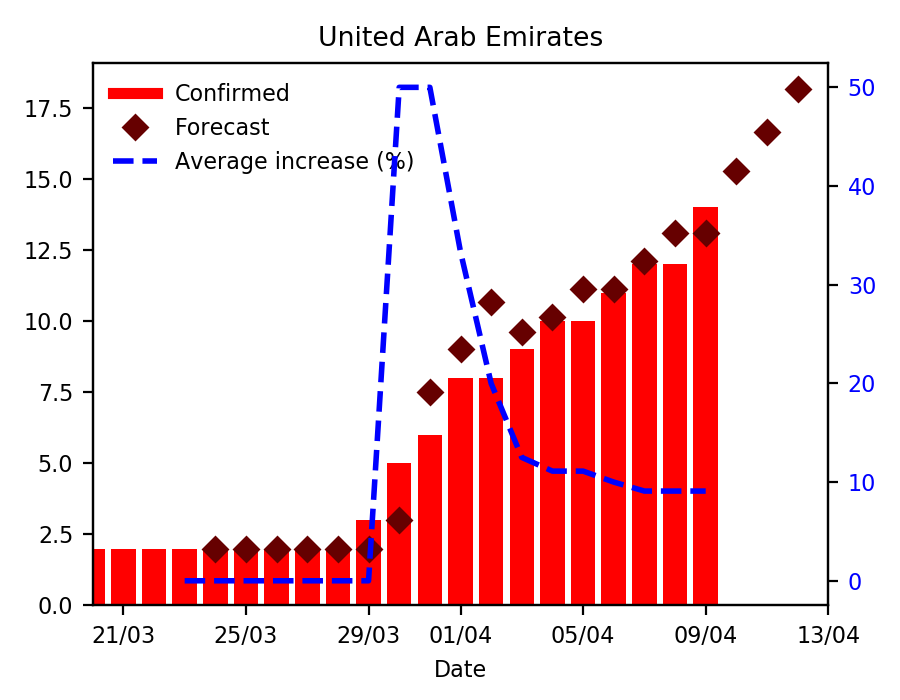 United Arab Emirates
Confirmed
Forecast
Average increase (%)
17.5
15.0
12.5
10.0
7.5
5.0
2.5
0.0
50
40
30
20
10
0
21/03 25/03 29/03 01/04 05/04 09/04 13/04
Date